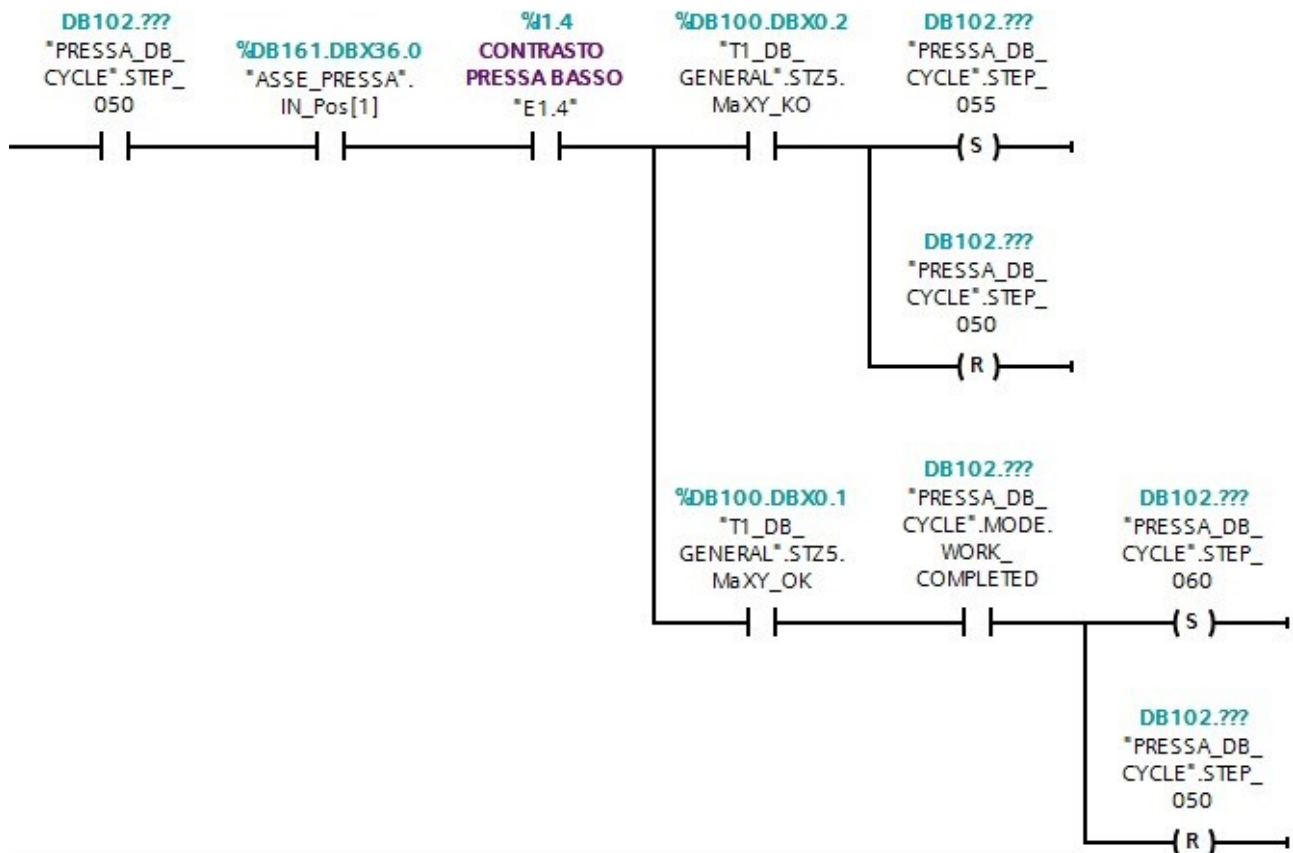 DB102.???
"PRESSA_DB_
CYCLE".STEP_
050
%DB161.DBX36.0
"ASSE_PRESSA".
IN_Pos[1]
%I1.4
CONTRASTO
PRESSA BASSO
"E1.4"
%DB100.DBX0.2
"T1_DB_
GENERAL".STZ5.
MaXY_KO
DB102.???
"PRESSA_DB_
CYCLE".STEP_
055
S
DB102.???
"PRESSA_DB_
CYCLE".STEP_
050
R
%DB100.DBX0.1
"T1_DB_
GENERAL".STZ5.
MaXY_OK
DB102.???
"PRESSA_DB_
CYCLE".MODE.
WORK_
COMPLETED
DB102.???
"PRESSA_DB_
CYCLE".STEP_
060
S
DB102.???
"PRESSA_DB_
CYCLE".STEP_
050
R